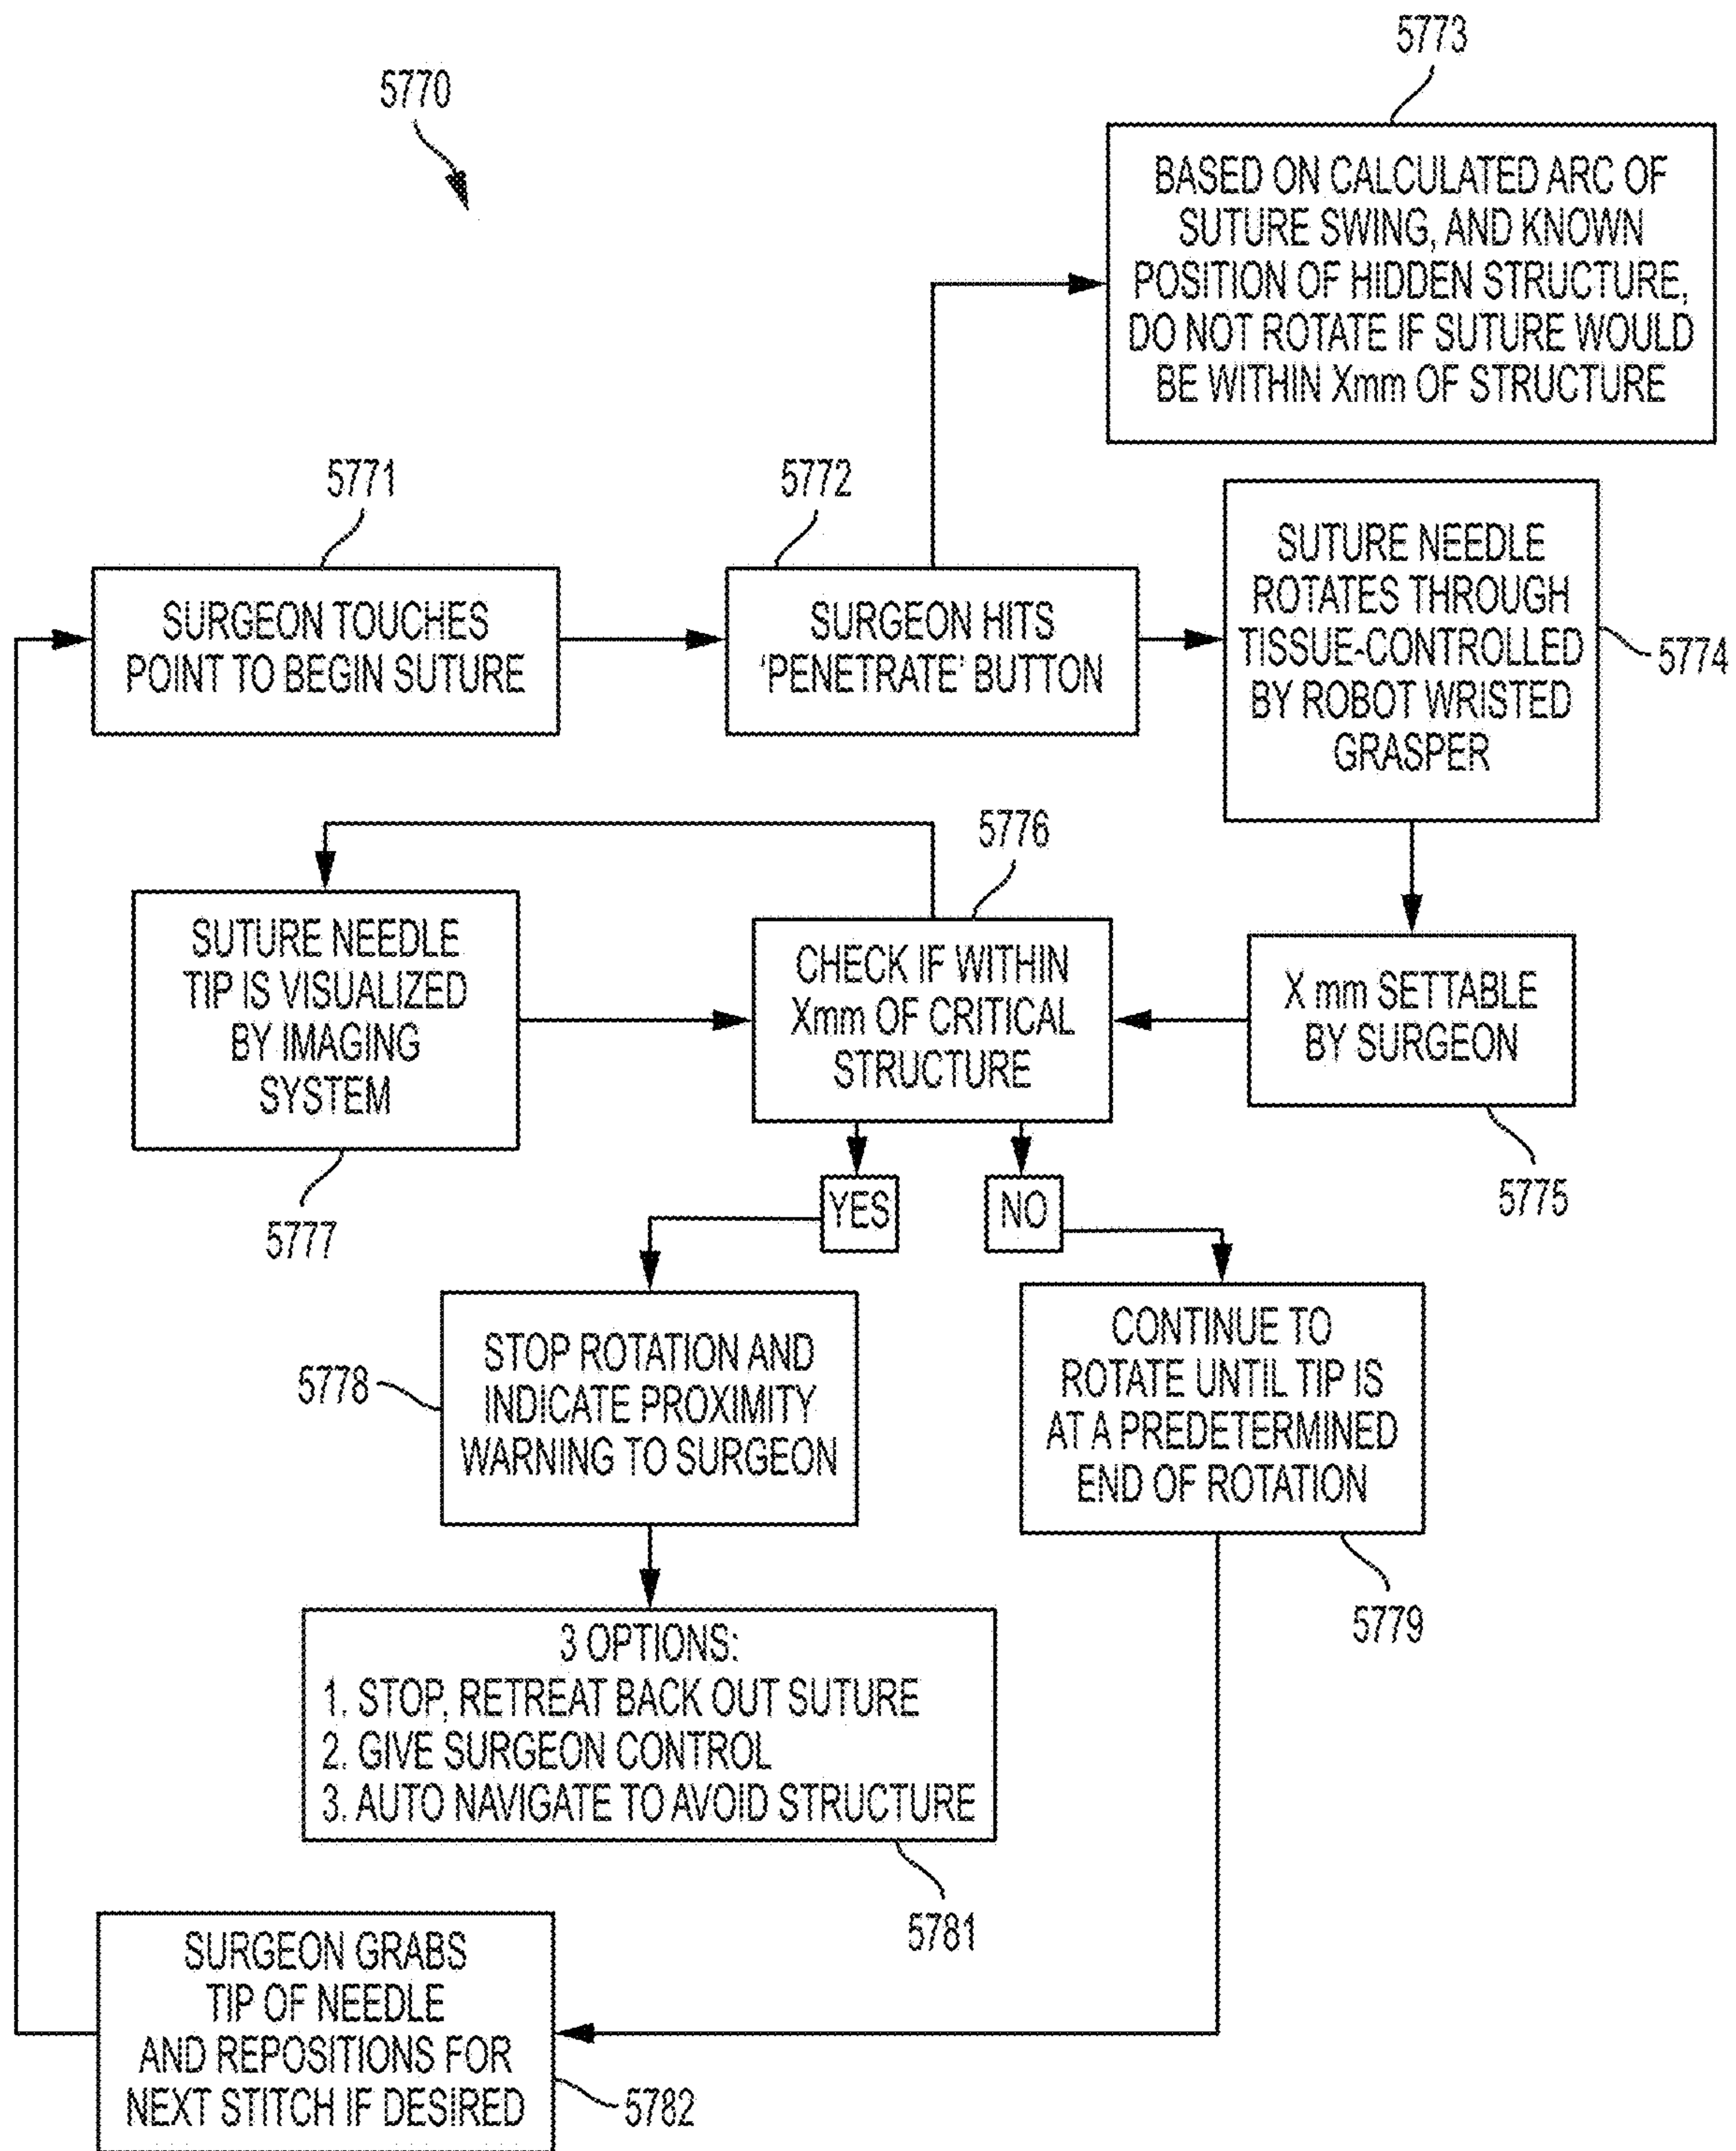 5770
5773
BASED ON CALCULATED ARC OF
SUTURE SWING, AND KNOWN
POSITION OF HIDDEN STRUCTURE,
DO NOT ROTATE IF SUTURE WOULD
BE WITHIN Xmm OF STRUCTURE
5771
SURGEON TOUCHES
POINT TO BEGIN SUTURE
5772
SURGEON HITS
'PENETRATE' BUTTON
SUTURE NEEDLE
ROTATES THROUGH
TISSUE-CONTROLLED
BY ROBOT WRISTED
GRASPER
5774
5776
SUTURE NEEDLE
TIP IS VISUALIZED
BY IMAGING
SYSTEM
5777
CHECK IF WITHIN
Xmm OF CRITICAL
STRUCTURE
X mm SETTABLE
BY SURGEON
5775
YES
NO
5778
STOP ROTATION AND
INDICATE PROXIMITY
WARNING TO SURGEON
CONTINUE TO
ROTATE UNTIL TIP IS
AT A PREDETERMINED
END OF ROTATION
5779
3 OPTIONS:
1. STOP, RETREAT BACK OUT SUTURE
2. GIVE SURGEON CONTROL
3. AUTO NAVIGATE TO AVOID STRUCTURE
5781
SURGEON GRABS
TIP OF NEEDLE
AND REPOSITIONS FOR
NEXT STITCH IF DESIRED
5782